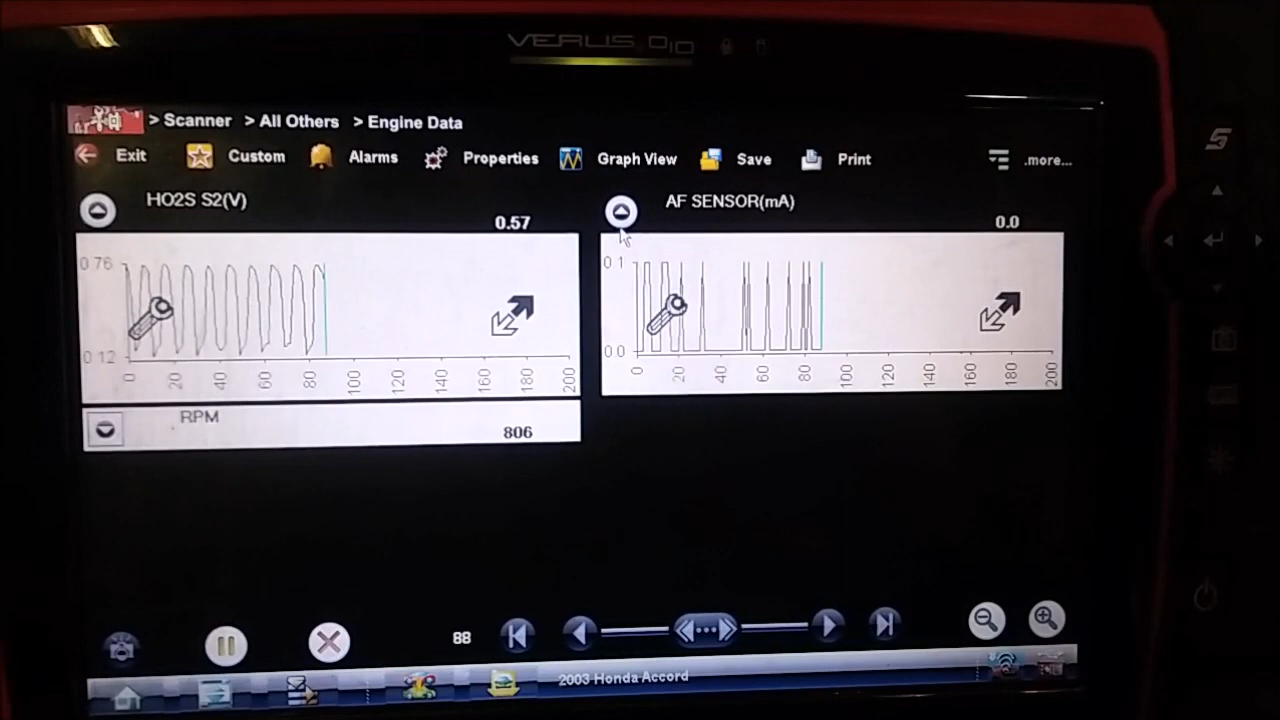 VERUS PRO
> Scanner > All Others > Engine Data
Exit Custom Alarms Properties Graph View Save Print .more...
HO2S S2(V)
0.57
AF SENSOR(mA)
0.0
0.76
0.12
0 20 40 60 80 100 120 140 160 180 200
0.1
0.0
0 20 40 60 80 100 120 140 160 180 200
RPM
806
88
2003 Honda Accord